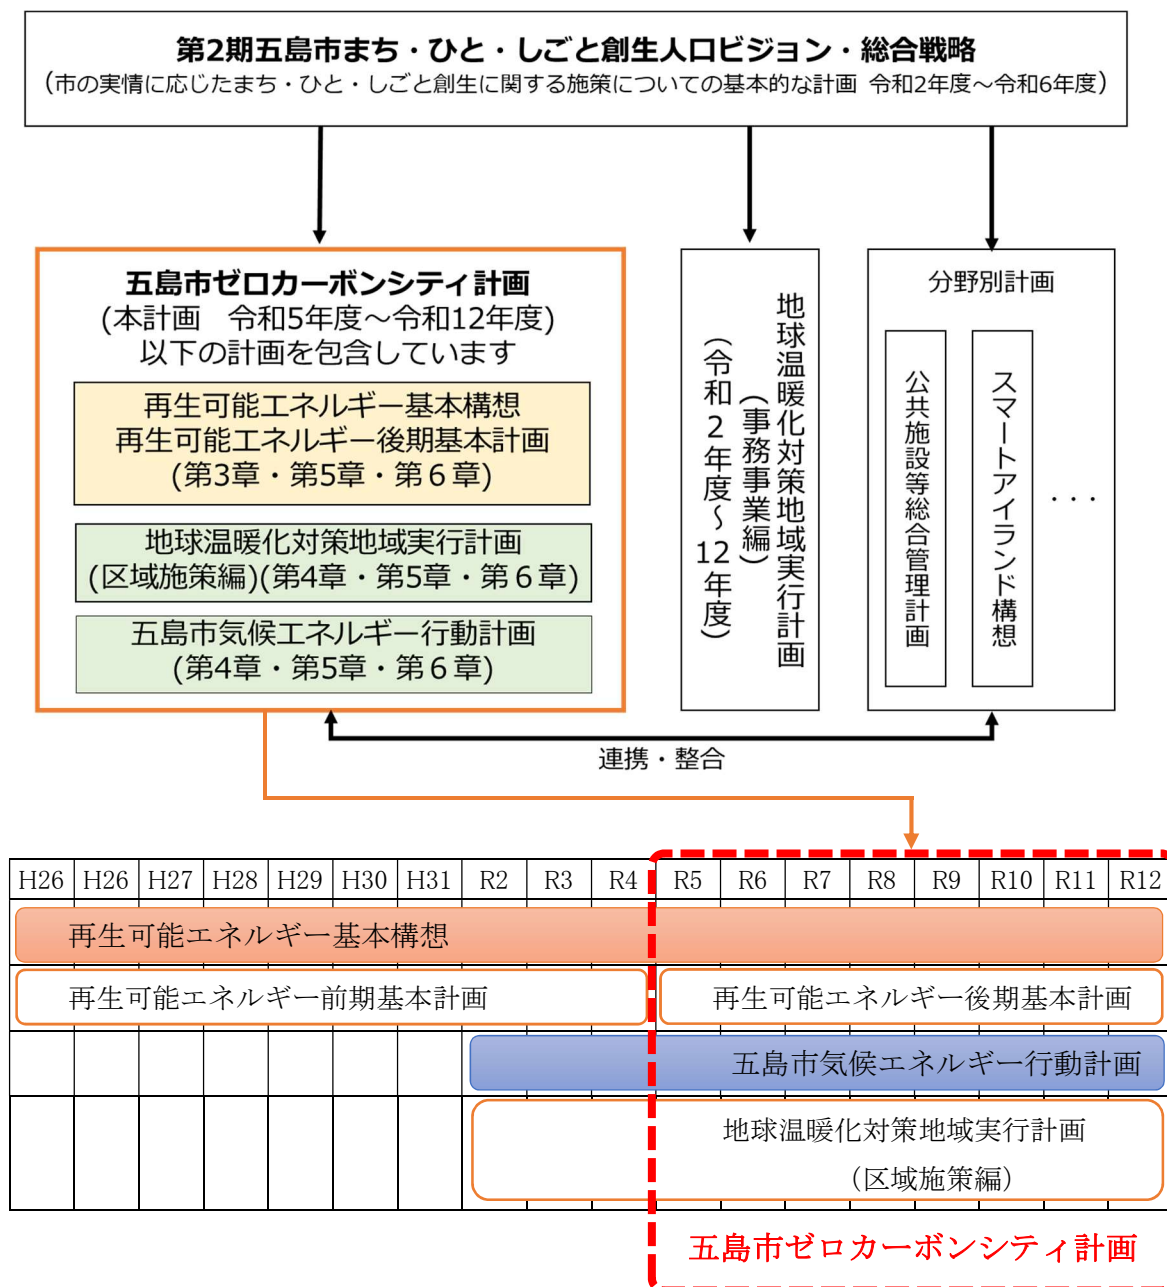 第2期五島市まち・ひと・しごと創生人口ビジョン・総合戦略
(市の実情に応じたまち・ひと・しごと創生に関する施策についての基本的な計画 令和2年度～令和6年度)
五島市ゼロカーボンシティ計画
(本計画　令和5年度～令和12年度)
以下の計画を包含しています
再生可能エネルギー基本構想
再生可能エネルギー後期基本計画
(第3章・第5章・第６章)
地球温暖化対策地域実行計画
(区域施策編)(第4章・第5章・第６章)
五島市気候エネルギー行動計画
(第4章・第5章・第６章)
地球温暖化対策地域実行計画
(事務事業編)
(令和２年度～12年度)
分野別計画
公共施設等総合管理計画
スマートアイランド構想
・・・
連携・整合
H26 H26 H27 H28 H29 H30 H31 R2 R3 R4 R5 R6 R7 R8 R9 R10 R11 R12
再生可能エネルギー基本構想
再生可能エネルギー前期基本計画 再生可能エネルギー後期基本計画
五島市気候エネルギー行動計画
地球温暖化対策地域実行計画
(区域施策編)
五島市ゼロカーボンシティ計画